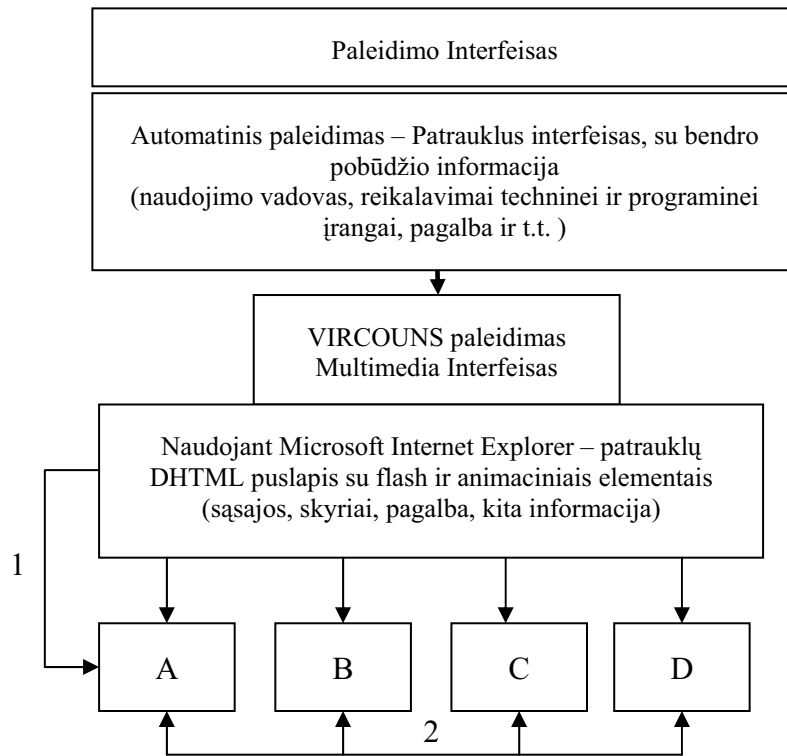 Paleidimo Interfeisas
Automatinis paleidimas – Patrauklus interfeisas, su bendro
pobūdžio informacija
(naudojimo vadovas, reikalavimai techninei ir programinei
įrangai, pagalba ir t.t. )
VIRCOUNS paleidimas
Multimedia Interfeisas
Naudojant Microsoft Internet Explorer – patrauklų
DHTML puslapis su flash ir animaciniais elementais
(sąsajos, skyriai, pagalba, kita informacija)
1
A
B
C
D
2